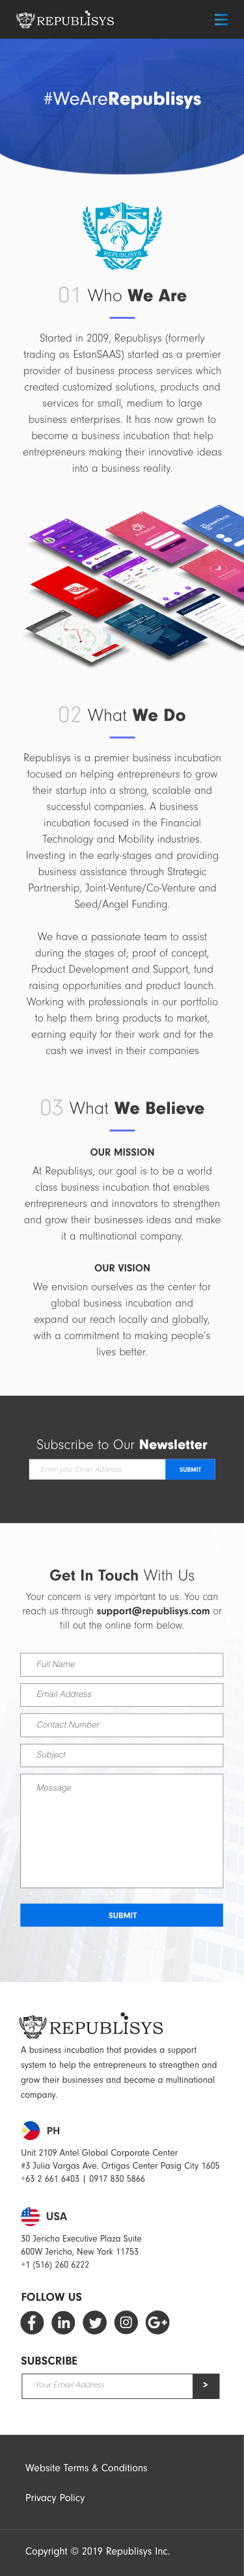 REPUBLISYS
#WeAreRepublisys
01 Who We Are
Started in 2009, Republisys (formerly
trading as EstanSAAS) started as a premier
provider of business process services which
created customized solutions, products and
services for small, medium to large
business enterprises. It has now grown to
become a business incubation that help
entrepreneurs making their innovative ideas
into a business reality.
02 What We Do
Republisys is a premier business incubation
focused on helping entrepreneurs to grow
their startup into a strong, scalable and
successful companies. A business
incubation focused in the Financial
Technology and Mobility industries.
Investing in the early-stages and providing
business assistance through Strategic
Partnership, Joint-Venture/Co-Venture and
Seed/Angel Funding.
We have a passionate team to assist
during the stages of; proof of concept,
Product Development and Support, fund
raising opportunities and product launch.
Working with professionals in our portfolio
to help them bring products to market,
earning equity for their work and for the
cash we invest in their companies
03 What We Believe
OUR MISSION
At Republisys, our goal is to be a world
class business incubation that enables
entrepreneurs and innovators to strengthen
and grow their businesses ideas and make
it a multinational company.
OUR VISION
We envision ourselves as the center for
global business incubation and
expand our reach locally and globally,
with a commitment to making people's
lives better.
Subscribe to Our Newsletter
Enter your Email Address
SUBMIT
Get In Touch With Us
Your concern is very important to us. You can
reach us through support@republisys.com or
fill out the online form below.
Full Name
Email Address
Contact Number
Subject
Message
SUBMIT
REPUBLISYS
A business incubation that provides a support
system to help the entrepreneurs to strengthen and
grow their businesses and become a multinational
company.
PH
Unit 2109 Antel Global Corporate Center
#3 Julia Vargas Ave. Ortigas Center Pasig City 1605
+63 2 661 6403 | 0917 830 5866
USA
30 Jericho Executive Plaza Suite
600W Jericho, New York 11753
+1 (516) 260 6222
FOLLOW US
SUBSCRIBE
Your Email Address
>
Website Terms & Conditions
Privacy Policy
Copyright © 2019 Republisys Inc.